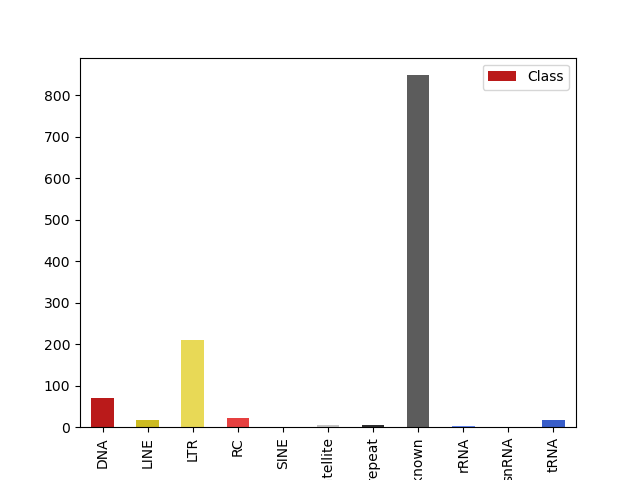 Class
800
700
600
500
400
300
200
100
0
DNA
LINE
LTR
RC
SINE
tellite
repeat
known
rRNA
snRNA
tRNA